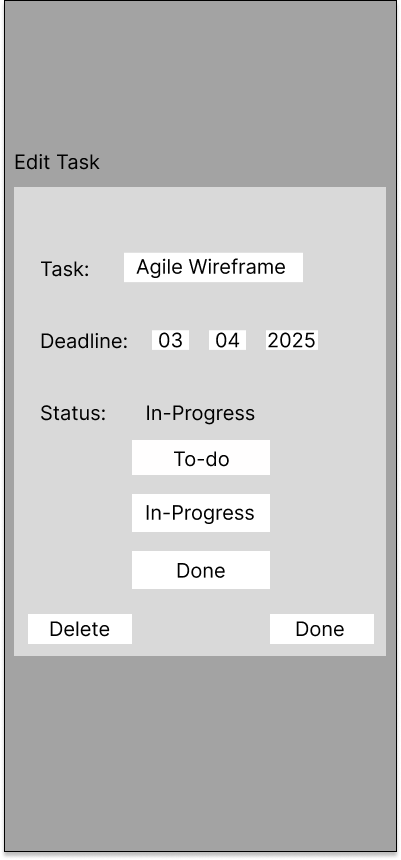 Edit Task
Task: Agile Wireframe
Deadline: 03 04 2025
Status: In-Progress
To-do
In-Progress
Done
Delete Done